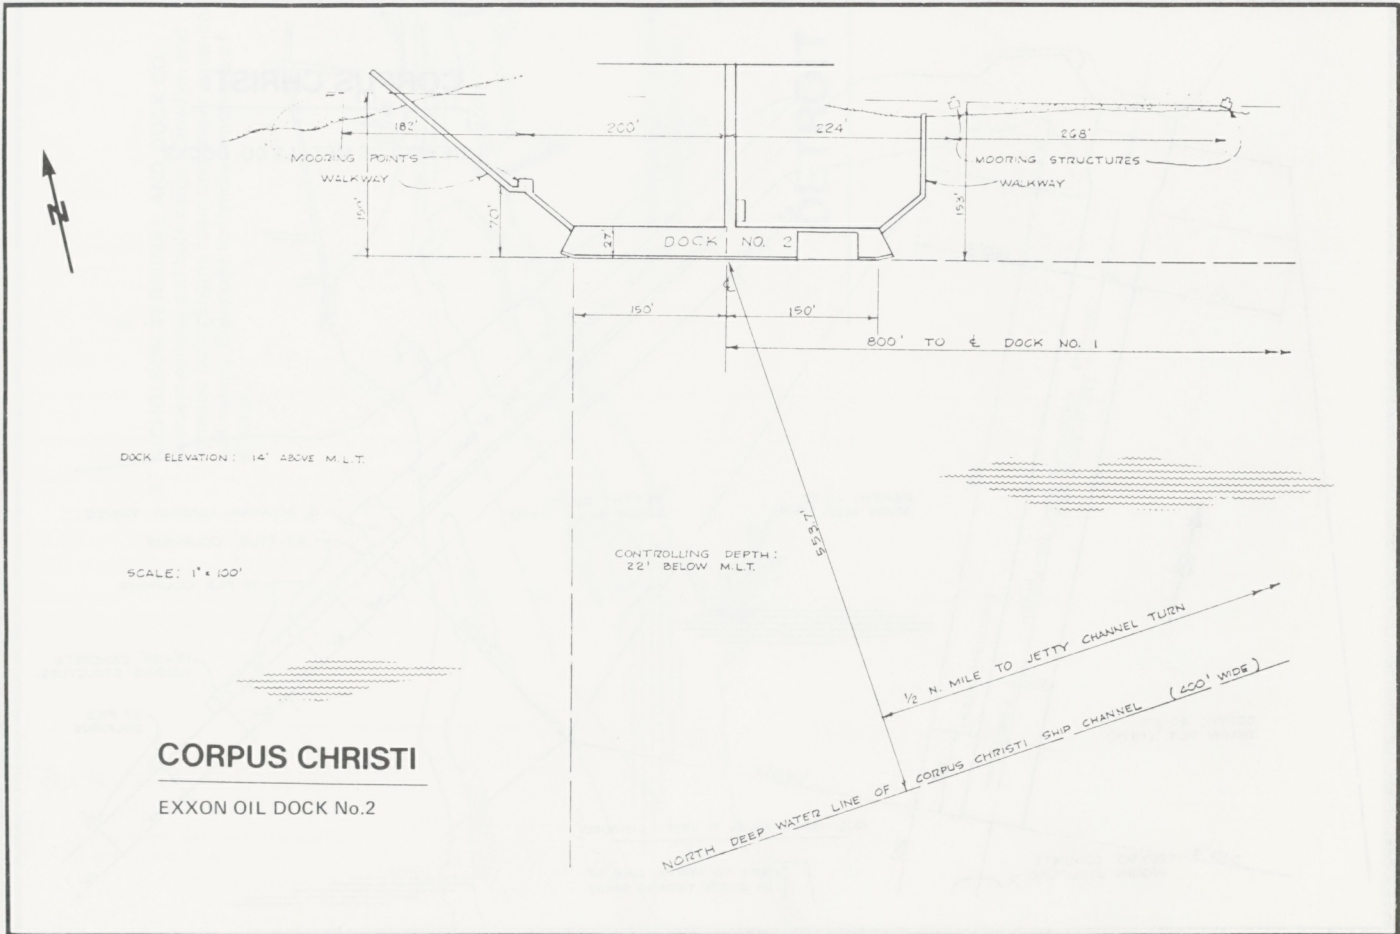 182'
200'
224'
268'
MOORING POINTS
WALKWAY
MOORING STRUCTURES
WALKWAY
N
70'
27'
DOCK NO. 2
153'
℄
150'
150'
800' TO ℄ DOCK NO. 1
DOCK ELEVATION: 14' ABOVE M.L.T.
553.7'
CONTROLLING DEPTH:
22' BELOW M.L.T.
SCALE: 1" = 100'
1/2 N. MILE TO JETTY CHANNEL TURN
NORTH DEEP WATER LINE OF CORPUS CHRISTI SHIP CHANNEL (400' WIDE)
CORPUS CHRISTI
EXXON OIL DOCK No.2